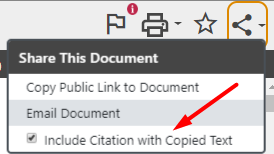 Share This Document
Copy Public Link to Document
Email Document
Include Citation with Copied Text